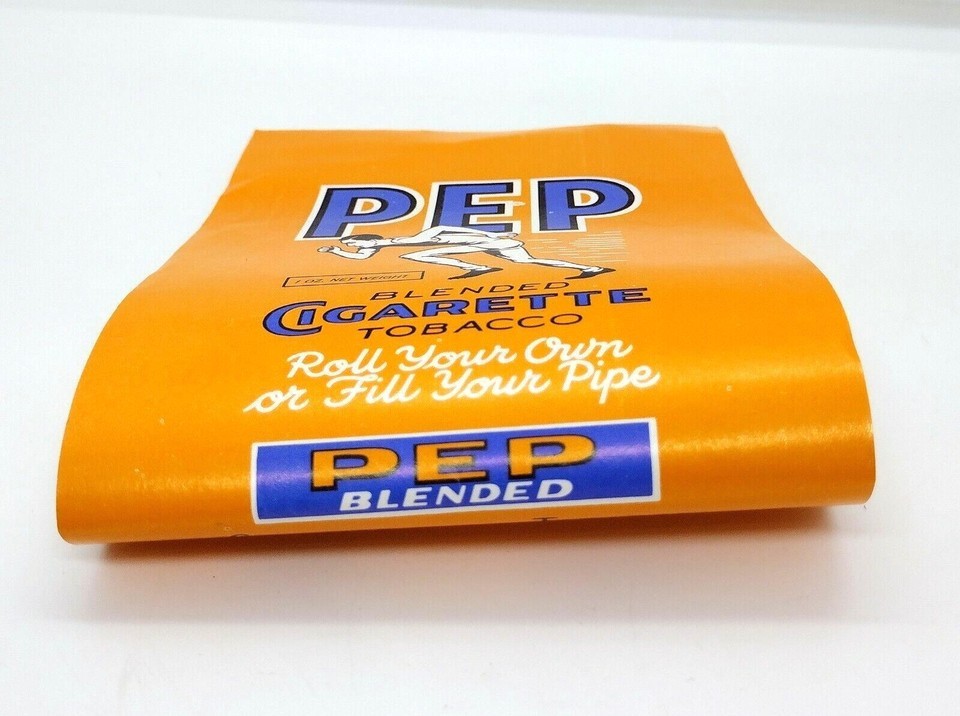 PEP
1 OZ. NET WEIGHT
BLENDED
CIGARETTE
TOBACCO
Roll Your Own
or Fill Your Pipe
PEP
BLENDED